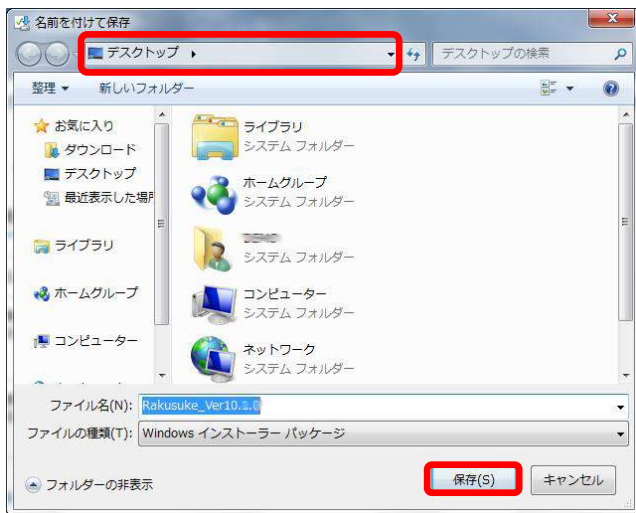 名前を付けて保存
デスクトップ
デスクトップの検索
整理
新しいフォルダー
お気に入り
ダウンロード
デスクトップ
最近表示した場所
ライブラリ
ホームグループ
コンピューター
ライブラリ
システム フォルダー
ホームグループ
システム フォルダー
システム フォルダー
コンピューター
システム フォルダー
ネットワーク
システム フォルダー
ファイル名(N):
Rakusuke_Ver10.
ファイルの種類(T):
Windows インストーラー パッケージ
フォルダーの非表示
保存(S)
キャンセル